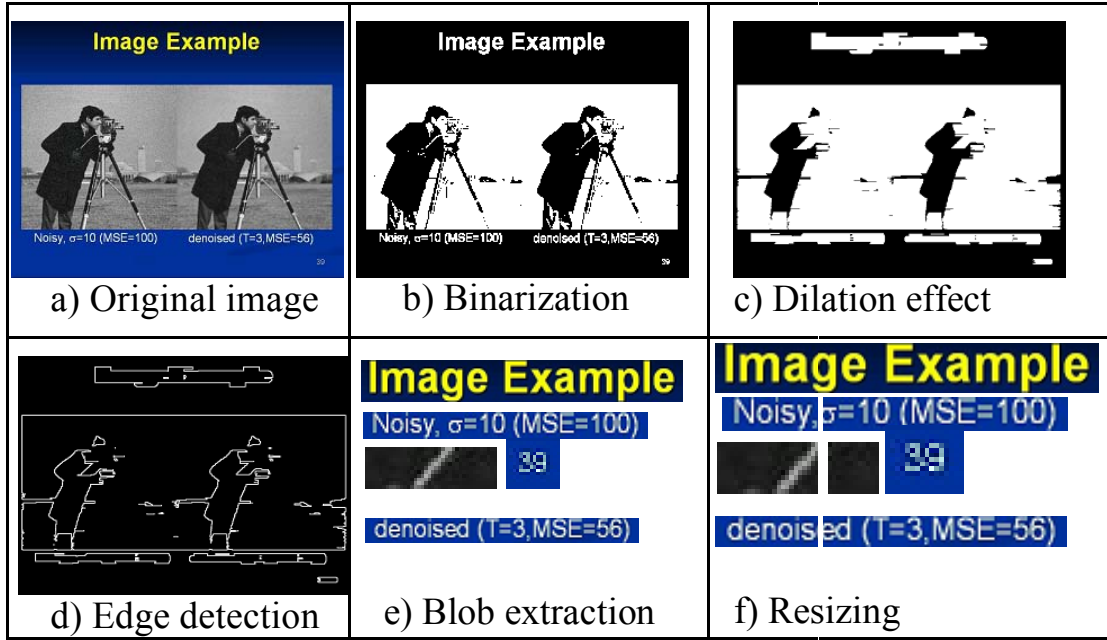 Image Example
Noisy, σ=10 (MSE=100) denoised (T=3,MSE=56)
39
a) Original image
Image Example
Noisy, σ=10 (MSE=100) denoised (T=3,MSE=56)
39
b) Binarization
c) Dilation effect
d) Edge detection
Image Example
Noisy, σ=10 (MSE=100)
39
denoised (T=3,MSE=56)
e) Blob extraction
Image Example
Noisy, σ=10 (MSE=100)
39
denoised (T=3,MSE=56)
f) Resizing